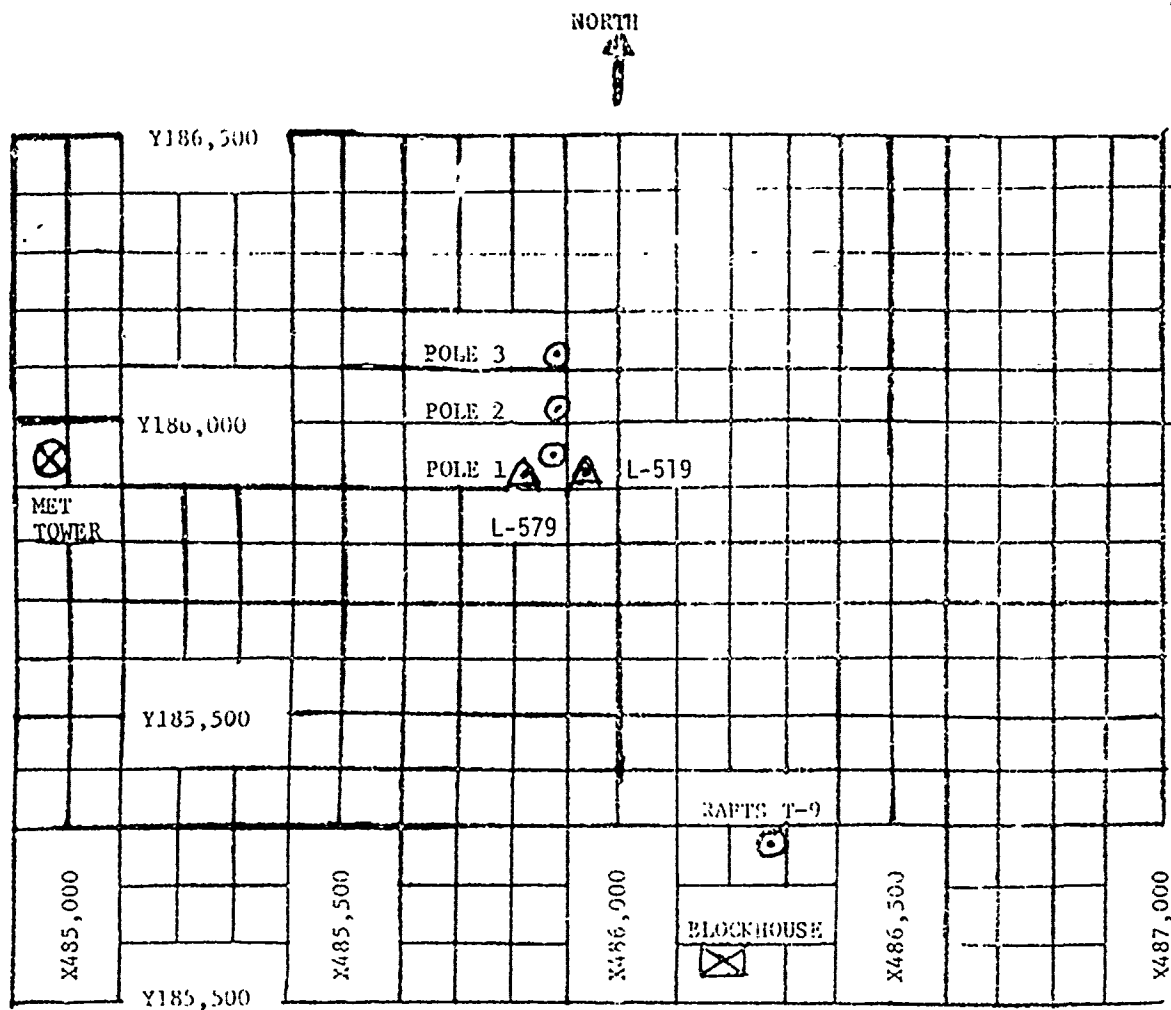 NORTH
Y186,500
POLE 3
POLE 2
Y186,000
POLE 1
L-519
MET
TOWER
L-579
Y185,500
RAPTS T-9
BLOCKHOUSE
X485,000
X485,500
X486,000
X486,500
X487,000
Y185,500